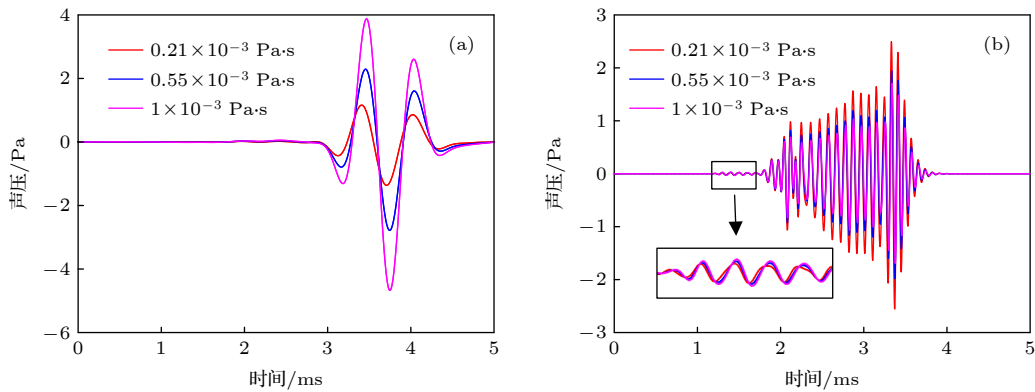 4
2
0
−2
−4
−6
声压/Pa
0.21×10−3 Pa·s
0.55×10−3 Pa·s
1×10−3 Pa·s
(a)
0 1 2 3 4 5
时间/ms
3
2
1
0
−1
−2
−3
声压/Pa
0.21×10−3 Pa·s
0.55×10−3 Pa·s
1×10−3 Pa·s
(b)
0 1 2 3 4 5
时间/ms